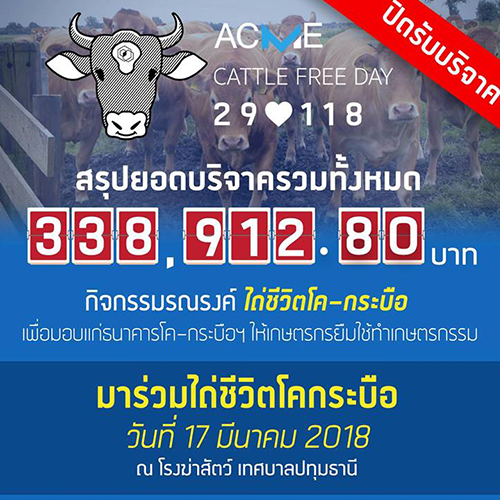 ACME
CATTLE FREE DAY
29♥118
ปิดรับบริจาค
สรุปยอดบริจาครวมทั้งหมด
338,912.80 บาท
กิจกรรมรณรงค์ ไถ่ชีวิตโค-กระบือ
เพื่อมอบแก่ธนาคารโค-กระบือฯ ให้เกษตรกรยืมใช้ทำเกษตรกรรม
มาร่วมไถ่ชีวิตโคกระบือ
วันที่ 17 มีนาคม 2018
ณ โรงฆ่าสัตว์ เทศบาลปทุมธานี